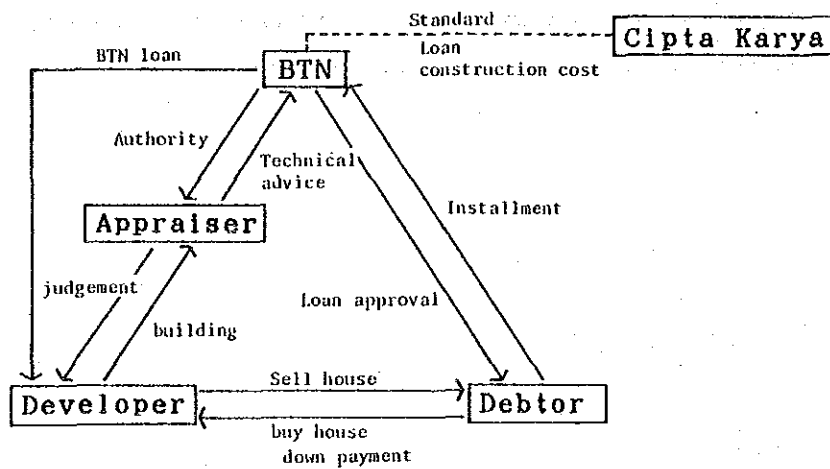 Standard
Cipta Karya
BTN loan
BTN
Loan
construction cost
Authority
Technical
advice
Appraiser
Installment
judgement
building
Loan approval
Developer
Sell house
Debtor
buy house
down payment